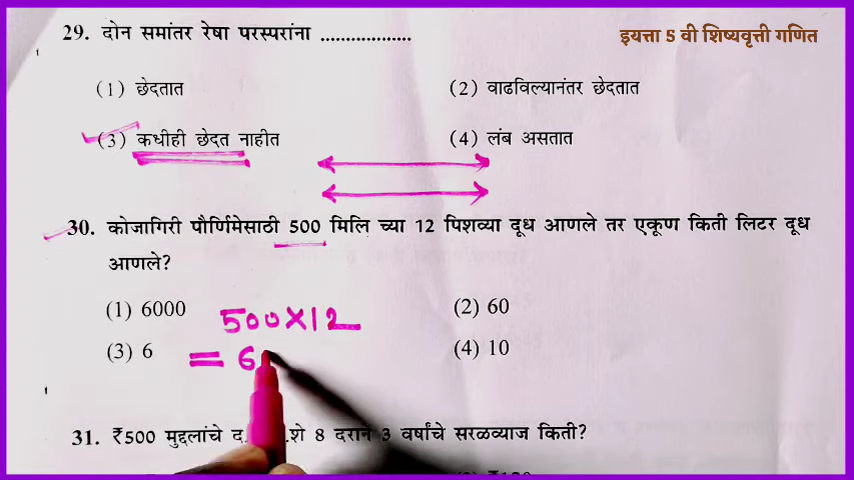 29. दोन समांतर रेषा परस्परांना ..................
इयत्ता 5 वी शिष्यवृत्ती गणित
(1) छेदतात
(2) वाढविल्यानंतर छेदतात
(3) कधीही छेदत नाहीत
(4) लंब असतात
30. कोजागिरी पौर्णिमेसाठी 500 मिलि च्या 12 पिशव्या दूध आणले तर एकूण किती लिटर दूध
आणले?
(1) 6000
(2) 60
500×12
(3) 6
(4) 10
= 6
31. ₹500 मुद्दलांचे द शे 8 दराने 3 वर्षांचे सरळव्याज किती?